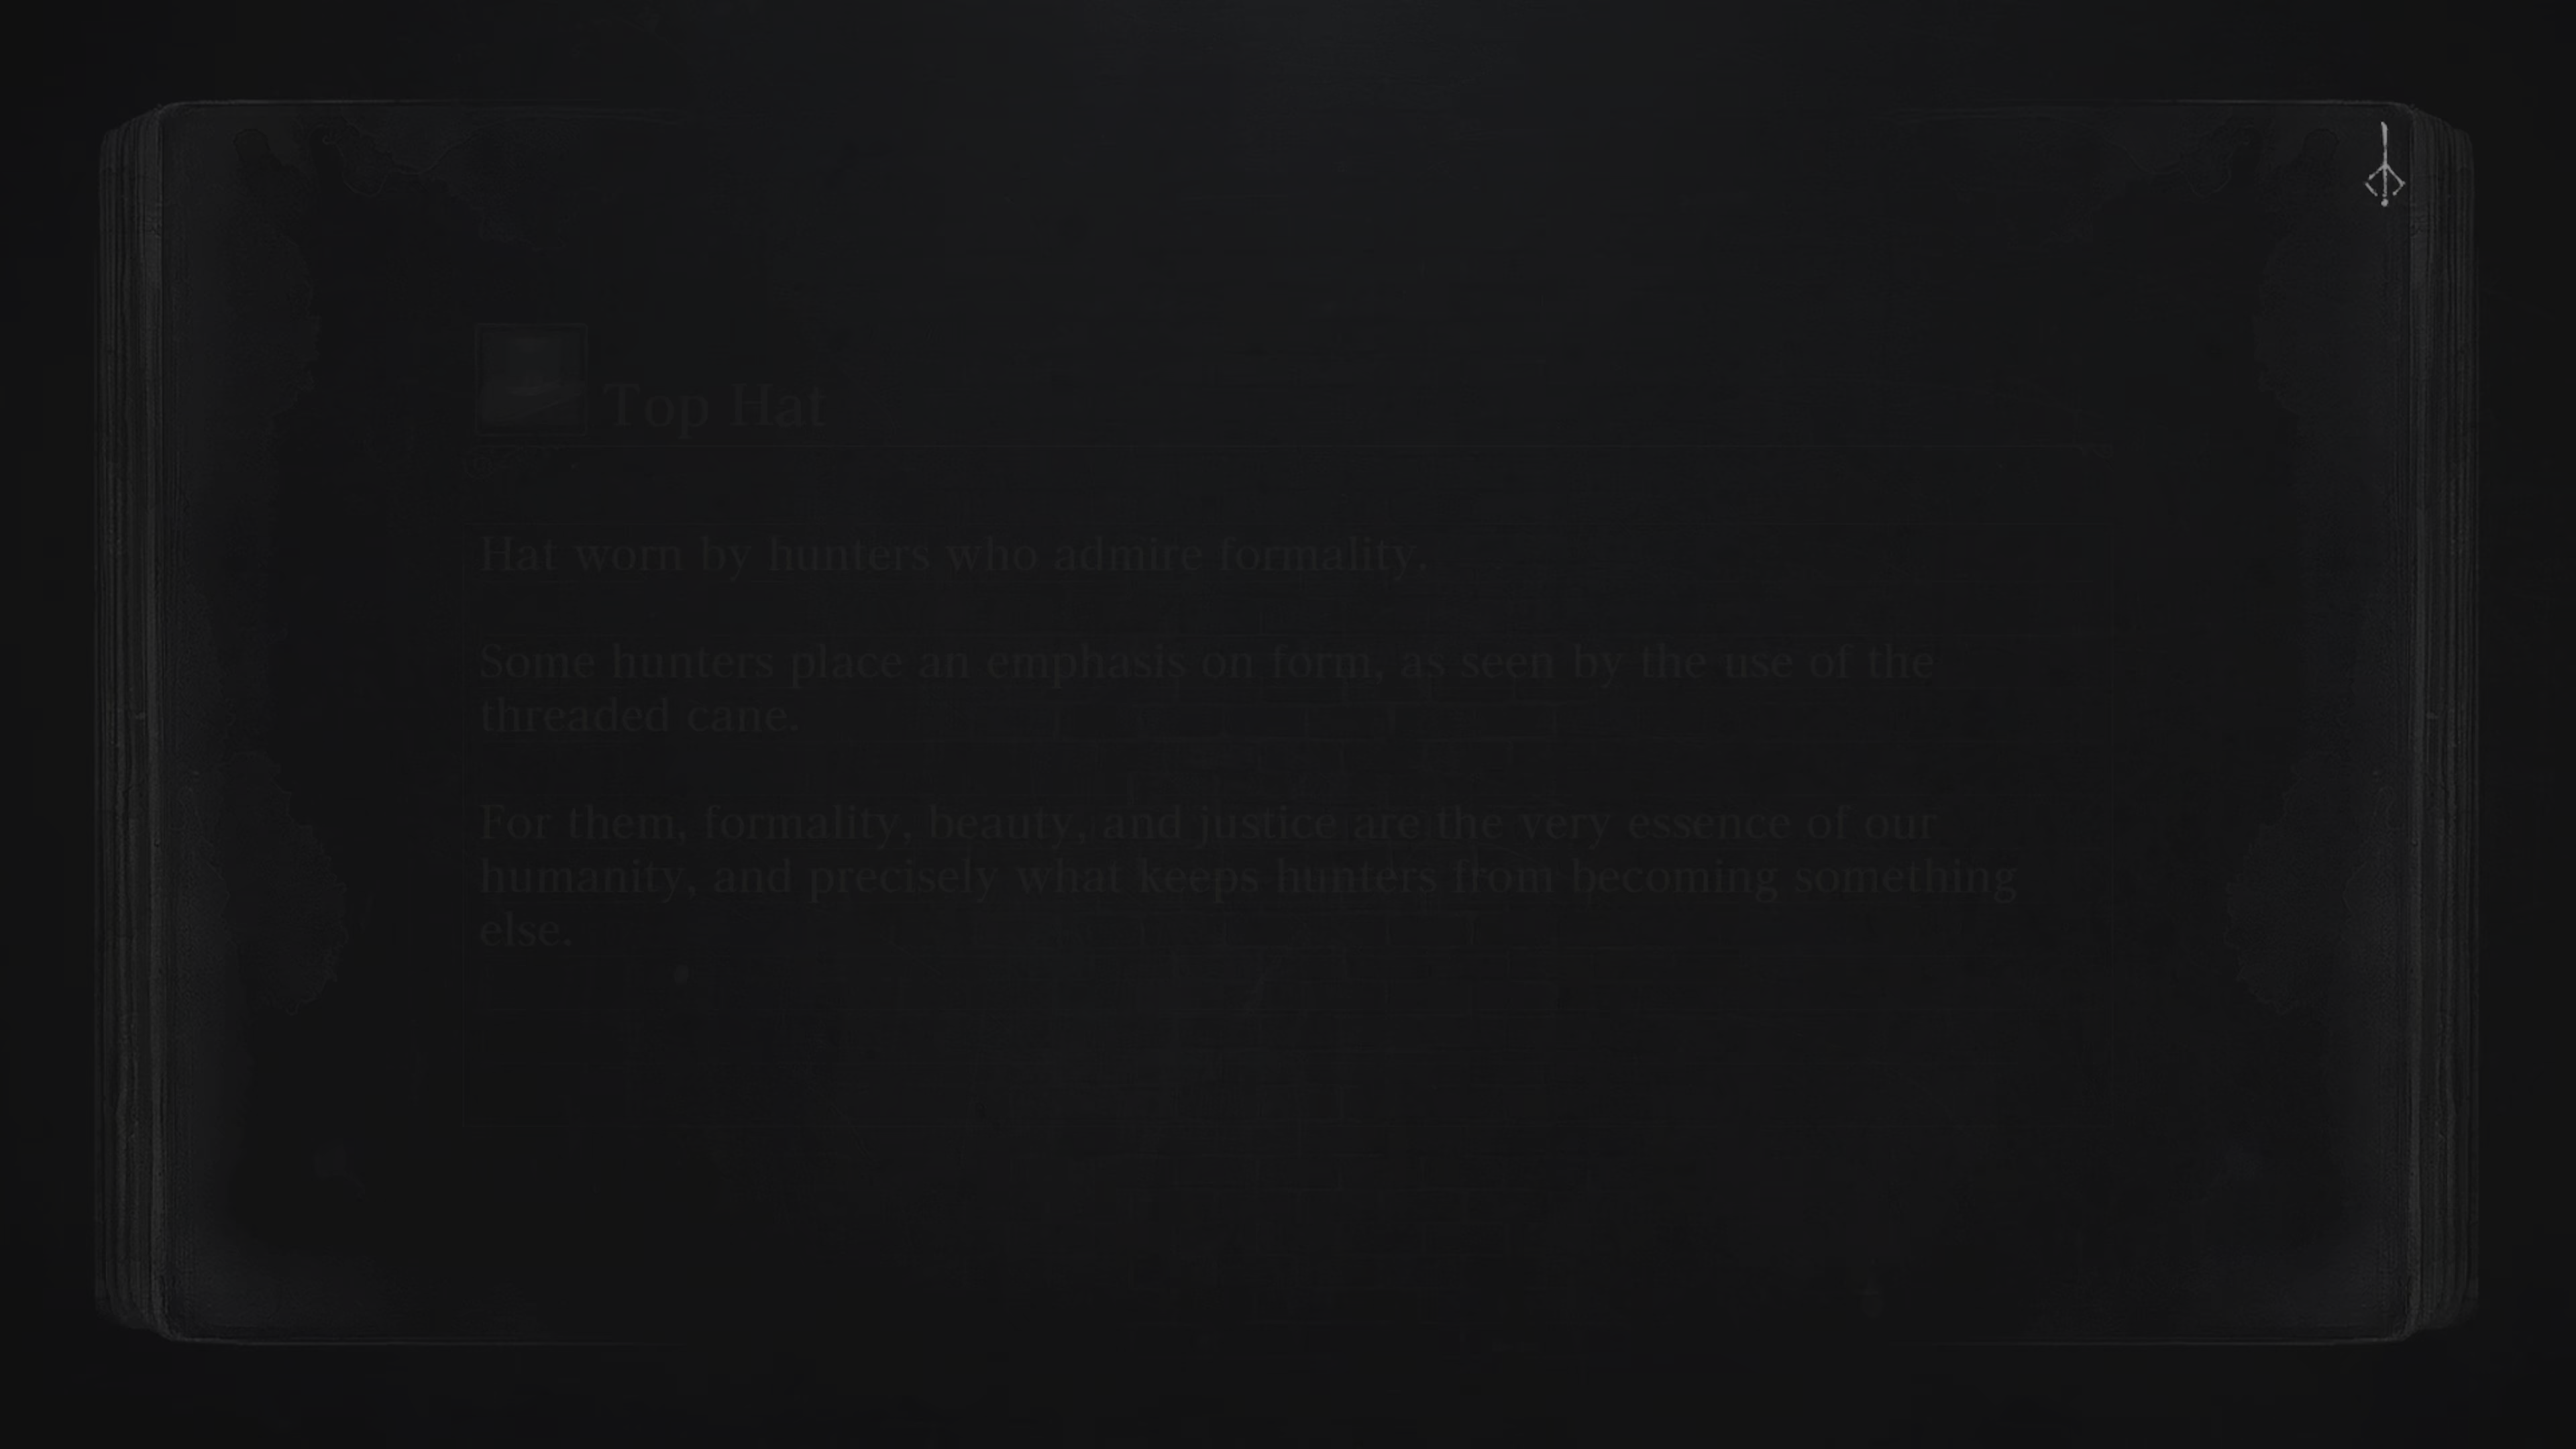 Top Hat
Hat worn by hunters who admire formality.
Some hunters place an emphasis on form, as seen by the use of the
threaded cane.
For them, formality, beauty, and justice are the very essence of our
humanity, and precisely what keeps hunters from becoming something
else.